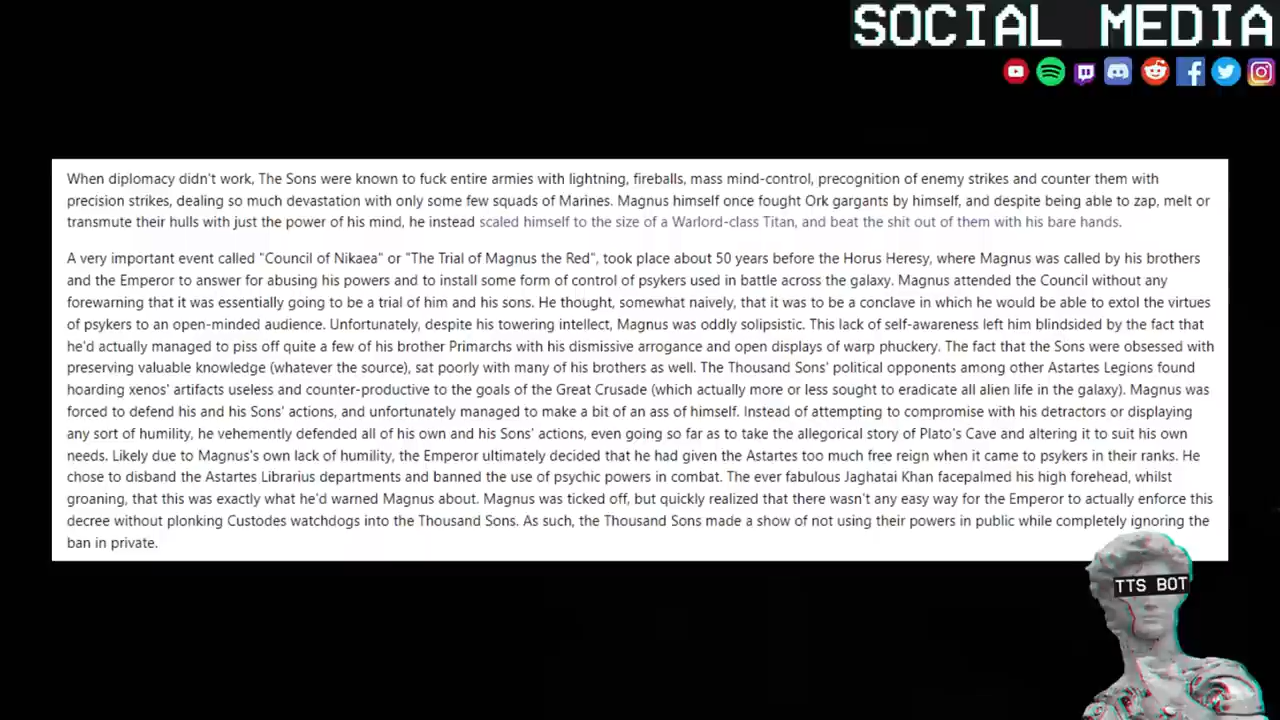 SOCIAL MEDIA
When diplomacy didn't work, The Sons were known to fuck entire armies with lightning, fireballs, mass mind-control, precognition of enemy strikes and counter them with
precision strikes, dealing so much devastation with only some few squads of Marines. Magnus himself once fought Ork gargants by himself, and despite being able to zap, melt or
transmute their hulls with just the power of his mind, he instead scaled himself to the size of a Warlord-class Titan, and beat the shit out of them with his bare hands.
A very important event called "Council of Nikaea" or "The Trial of Magnus the Red", took place about 50 years before the Horus Heresy, where Magnus was called by his brothers
and the Emperor to answer for abusing his powers and to install some form of control of psykers used in battle across the galaxy. Magnus attended the Council without any
forewarning that it was essentially going to be a trial of him and his sons. He thought, somewhat naively, that it was to be a conclave in which he would be able to extol the virtues
of psykers to an open-minded audience. Unfortunately, despite his towering intellect, Magnus was oddly solipsistic. This lack of self-awareness left him blindsided by the fact that
he'd actually managed to piss off quite a few of his brother Primarchs with his dismissive arrogance and open displays of warp phuckery. The fact that the Sons were obsessed with
preserving valuable knowledge (whatever the source), sat poorly with many of his brothers as well. The Thousand Sons' political opponents among other Astartes Legions found
hoarding xenos' artifacts useless and counter-productive to the goals of the Great Crusade (which actually more or less sought to eradicate all alien life in the galaxy). Magnus was
forced to defend his and his Sons' actions, and unfortunately managed to make a bit of an ass of himself. Instead of attempting to compromise with his detractors or displaying
any sort of humility, he vehemently defended all of his own and his Sons' actions, even going so far as to take the allegorical story of Plato's Cave and altering it to suit his own
needs. Likely due to Magnus's own lack of humility, the Emperor ultimately decided that he had given the Astartes too much free reign when it came to psykers in their ranks. He
chose to disband the Astartes Librarius departments and banned the use of psychic powers in combat. The ever fabulous Jaghatai Khan facepalmed his high forehead, whilst
groaning, that this was exactly what he'd warned Magnus about. Magnus was ticked off, but quickly realized that there wasn't any easy way for the Emperor to actually enforce this
decree without plonking Custodes watchdogs into the Thousand Sons. As such, the Thousand Sons made a show of not using their powers in public while completely ignoring the
ban in private.
TTS BOT